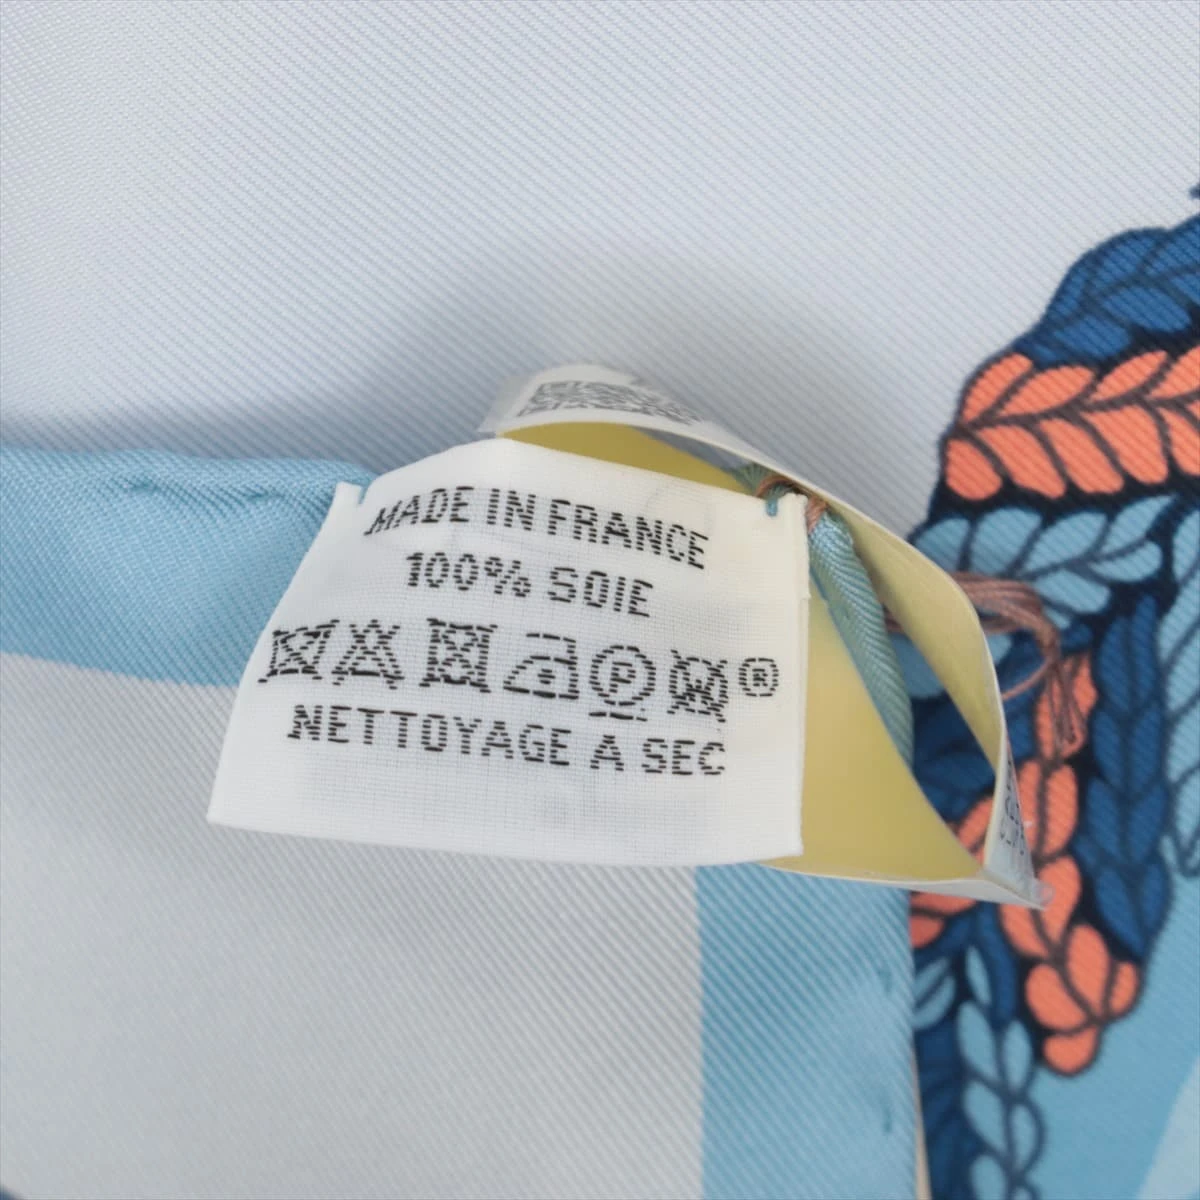 MADE IN FRANCE
100% SOIE
P W ®
NETTOYAGE A SEC